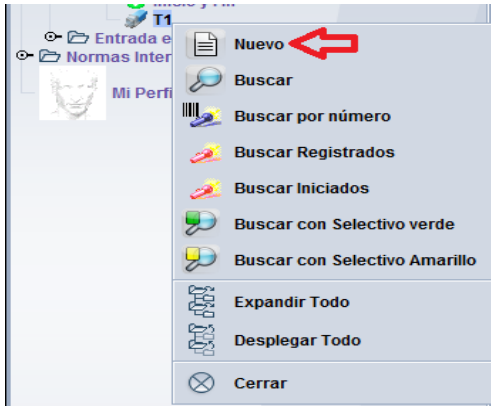 T1
Entrada e
Normas Inter
Mi Perfi
Nuevo
Buscar
Buscar por número
Buscar Registrados
Buscar Iniciados
Buscar con Selectivo verde
Buscar con Selectivo Amarillo
Expandir Todo
Desplegar Todo
Cerrar